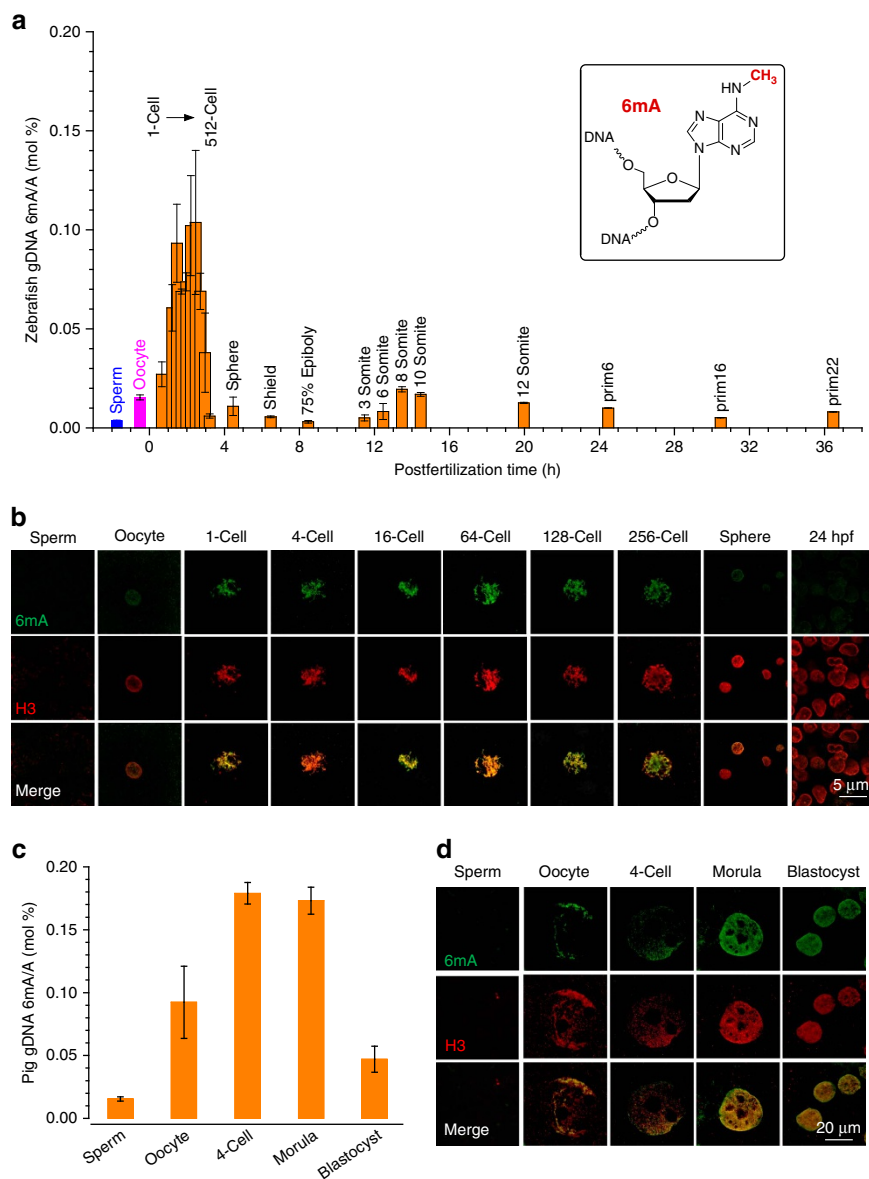 a
0.20
0.15
0.10
0.05
0.00
Zebrafish gDNA 6mA/A (mol %)
1-Cell
512-Cell
Sperm
Oocyte
Sphere
Shield
75% Epiboly
3 Somite
6 Somite
8 Somite
10 Somite
12 Somite
prim6
prim16
prim22
0 4 8 12 16 20 24 28 32 36
Postfertilization time (h)
6mA
HN
CH3
N
N
N
N
DNA
O
O
O
DNA
b
Sperm Oocyte 1-Cell 4-Cell 16-Cell 64-Cell 128-Cell 256-Cell Sphere 24 hpf
6mA
H3
Merge
5 μm
c
0.20
0.15
0.10
0.05
0.00
Pig gDNA 6mA/A (mol %)
Sperm
Oocyte
4-Cell
Morula
Blastocyst
d
Sperm Oocyte 4-Cell Morula Blastocyst
6mA
H3
Merge
20 μm